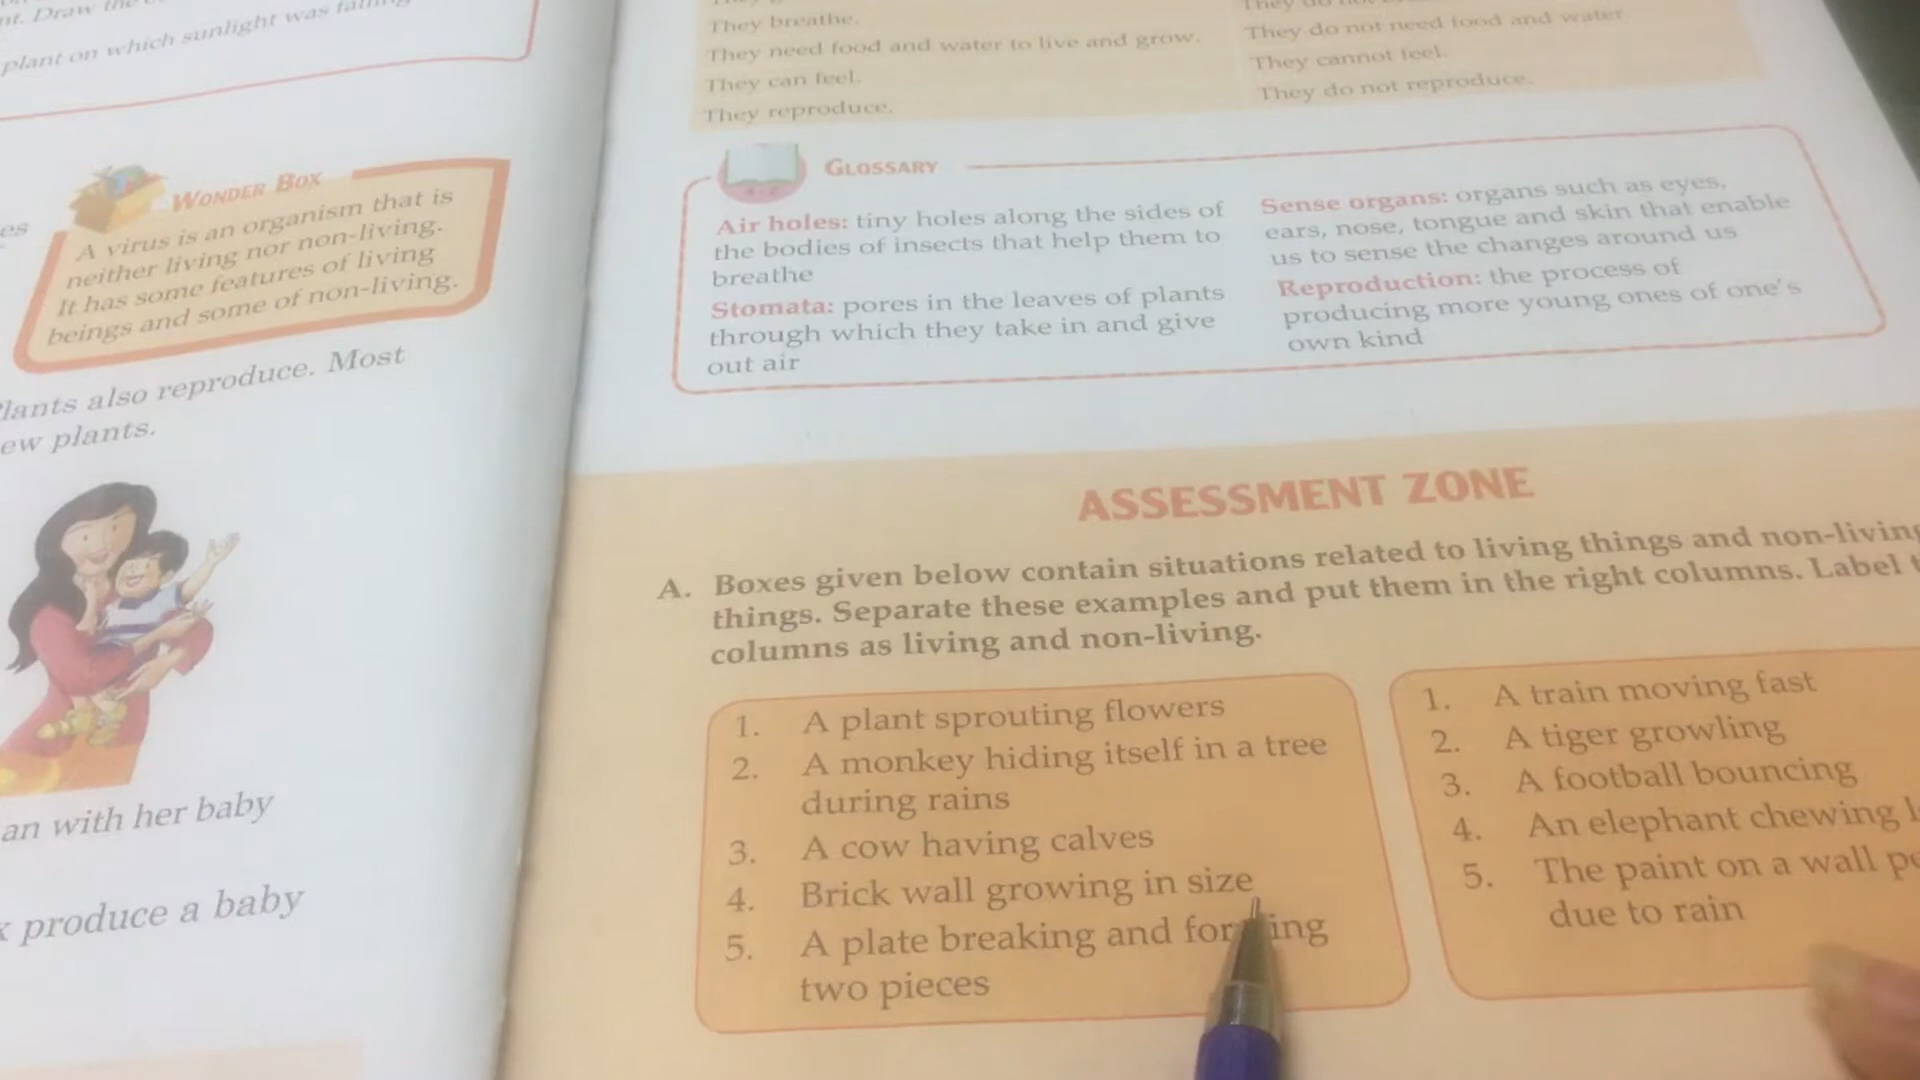 nt. Draw the
plant on which sunlight was
es
WONDER BOX
A virus is an organism that is
neither living nor non-living.
It has some features of living
beings and some of non-living.
lants also reproduce. Most
ew plants.
an with her baby
produce a baby
They breathe.
They need food and water to live and grow.
They can feel.
They reproduce.
They do not need food and water.
They cannot feel.
They do not reproduce.
GLOSSARY
Air holes: tiny holes along the sides of
the bodies of insects that help them to
breathe
Stomata: pores in the leaves of plants
through which they take in and give
out air
Sense organs: organs such as eyes,
ears, nose, tongue and skin that enable
us to sense the changes around us
Reproduction: the process of
producing more young ones of one's
own kind
ASSESSMENT ZONE
A. Boxes given below contain situations related to living things and non-living
things. Separate these examples and put them in the right columns. Label t
columns as living and non-living.
1. A plant sprouting flowers
2. A monkey hiding itself in a tree
during rains
3. A cow having calves
4. Brick wall growing in size
5. A plate breaking and for ing
two pieces
1. A train moving fast
2. A tiger growling
3. A football bouncing
4. An elephant chewing l
5. The paint on a wall pe
due to rain